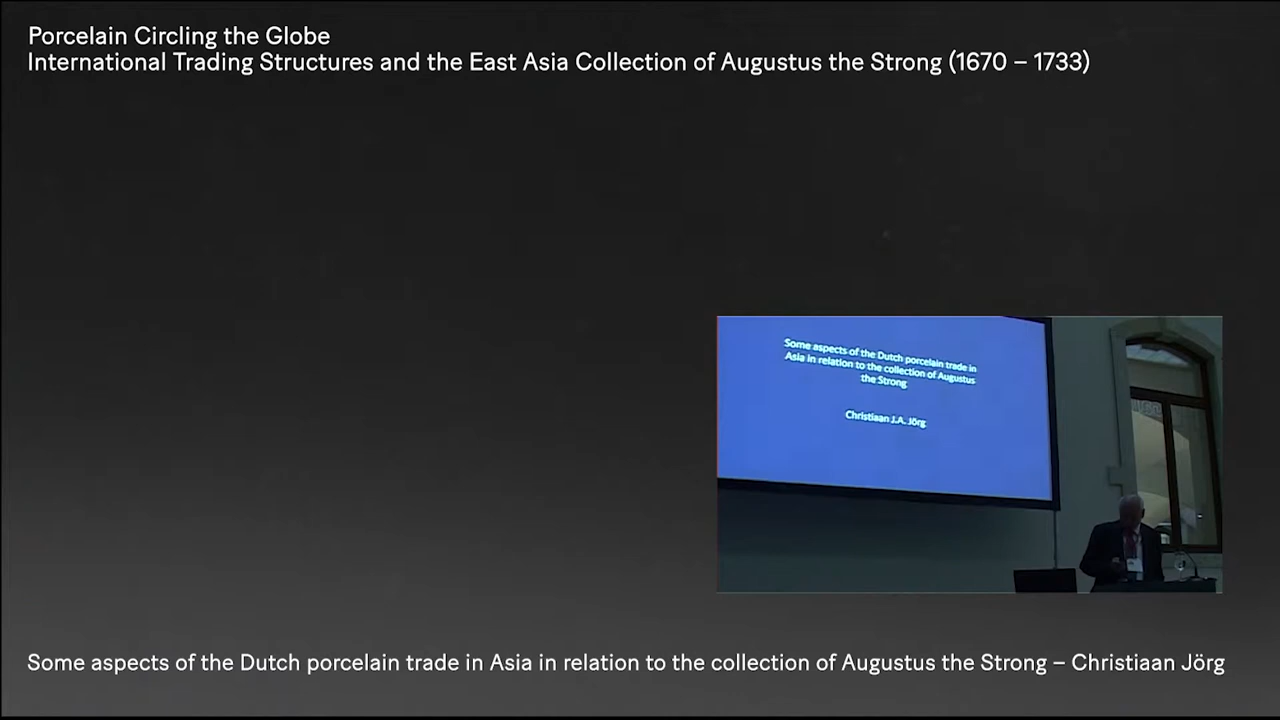 Porcelain Circling the Globe
International Trading Structures and the East Asia Collection of Augustus the Strong (1670 – 1733)
Some aspects of the Dutch porcelain trade in
Asia in relation to the collection of Augustus
the Strong
Christiaan J.A. Jörg
Some aspects of the Dutch porcelain trade in Asia in relation to the collection of Augustus the Strong – Christiaan Jörg